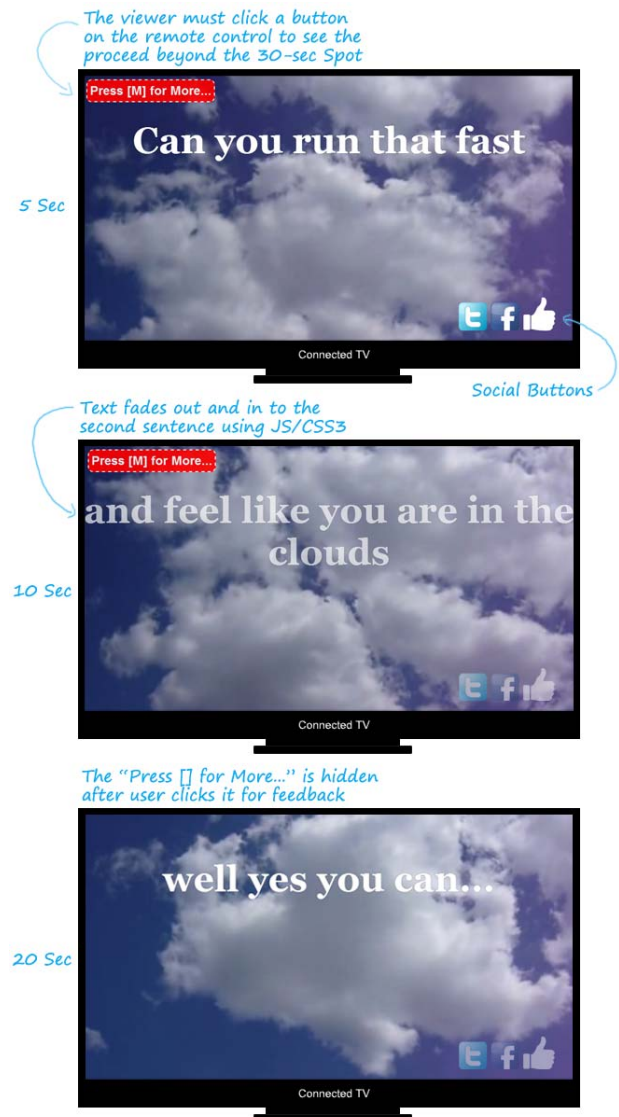 The viewer must click a button
on the remote control to see the
proceed beyond the 30-sec Spot
Press [M] for More...
Can you run that fast
5 Sec
t f
Connected TV
Social Buttons
Text fades out and in to the
second sentence using JS/CSS3
Press [M] for More...
and feel like you are in the
clouds
10 Sec
t f
Connected TV
The “Press [] for More...” is hidden
after user clicks it for feedback
well yes you can...
20 Sec
t f
Connected TV